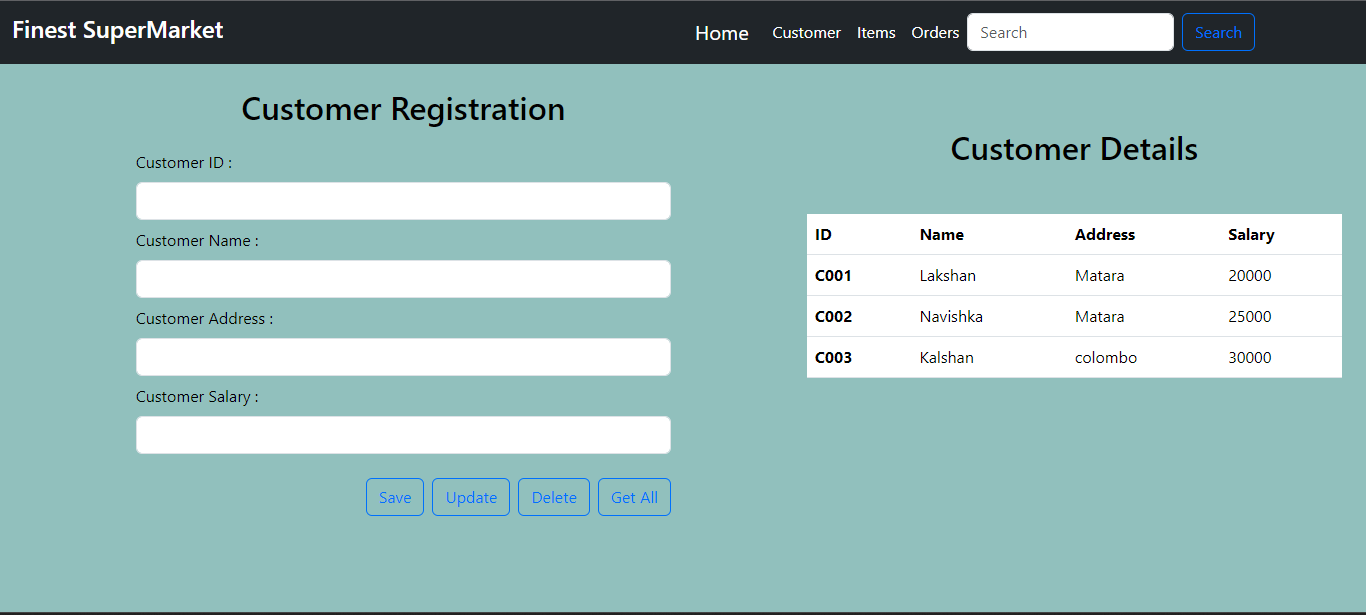 Finest SuperMarket
Home Customer Items Orders Search Search
Customer Registration
Customer ID :
Customer Name :
Customer Address :
Customer Salary :
Save Update Delete Get All
Customer Details
ID Name Address Salary
C001 Lakshan Matara 20000
C002 Navishka Matara 25000
C003 Kalshan colombo 30000